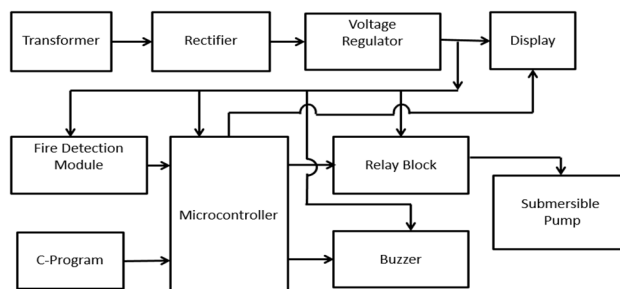 Transformer
Rectifier
Voltage
Regulator
Display
Fire Detection
Module
Microcontroller
Relay Block
Submersible
Pump
C-Program
Buzzer